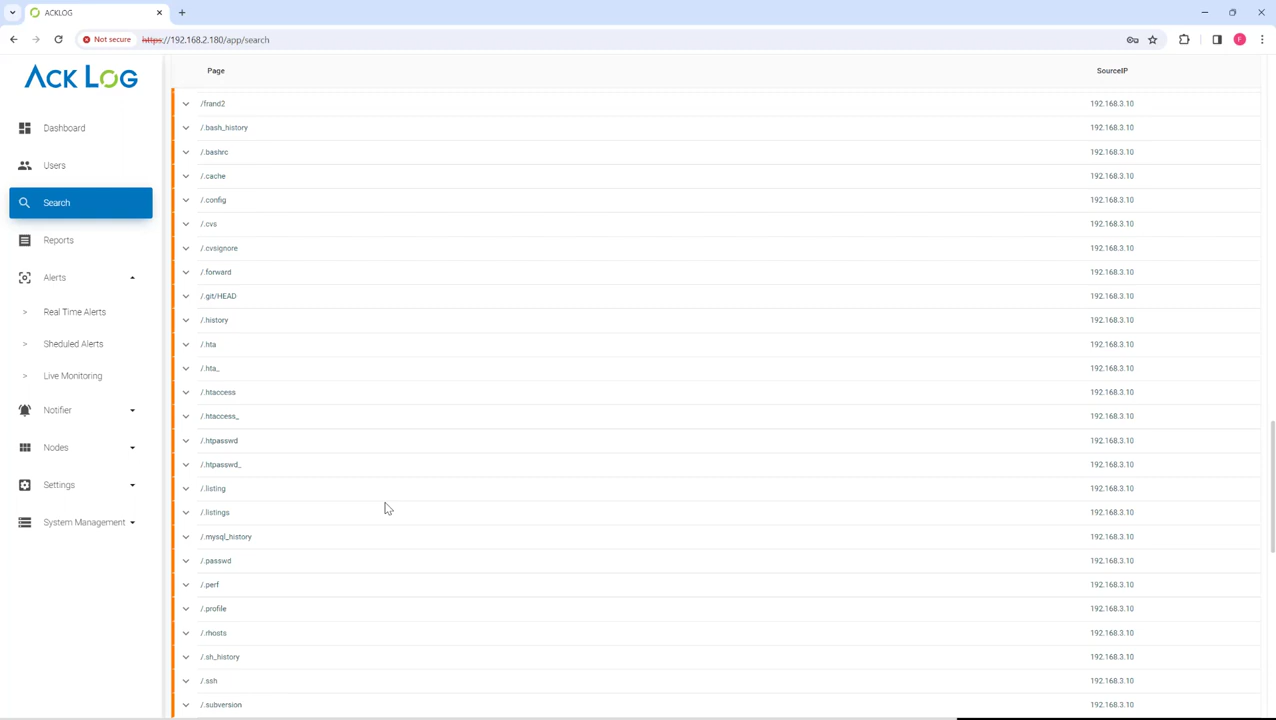 ACKLOG
Not secure https://192.168.2.180/app/search
F
ACK LOG
Dashboard
Users
Search
Reports
Alerts
> Real Time Alerts
> Sheduled Alerts
> Live Monitoring
Notifier
Nodes
Settings
System Management
Page SourceIP
/frand2 192.168.3.10
/.bash_history 192.168.3.10
/.bashrc 192.168.3.10
/.cache 192.168.3.10
/.config 192.168.3.10
/.cvs 192.168.3.10
/.cvsignore 192.168.3.10
/.forward 192.168.3.10
/.git/HEAD 192.168.3.10
/.history 192.168.3.10
/.hta 192.168.3.10
/.hta_ 192.168.3.10
/.htaccess 192.168.3.10
/.htaccess_ 192.168.3.10
/.htpasswd 192.168.3.10
/.htpasswd_ 192.168.3.10
/.listing 192.168.3.10
/.listings 192.168.3.10
/.mysql_history 192.168.3.10
/.passwd 192.168.3.10
/.perf 192.168.3.10
/.profile 192.168.3.10
/.rhosts 192.168.3.10
/.sh_history 192.168.3.10
/.ssh 192.168.3.10
/.subversion 192.168.3.10